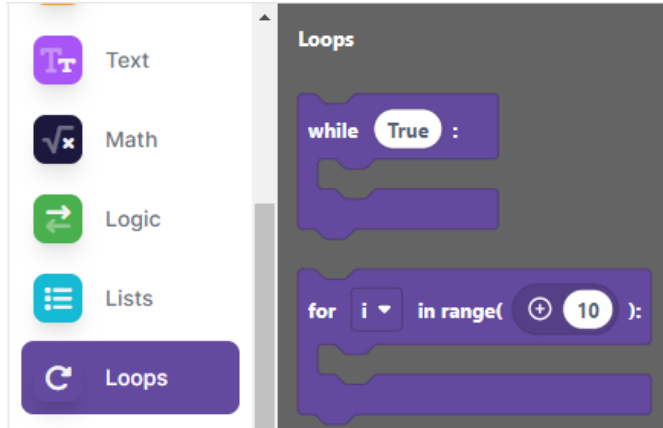 Text
Math
Logic
Lists
Loops
Loops
while True :
for i in range( 10 ):